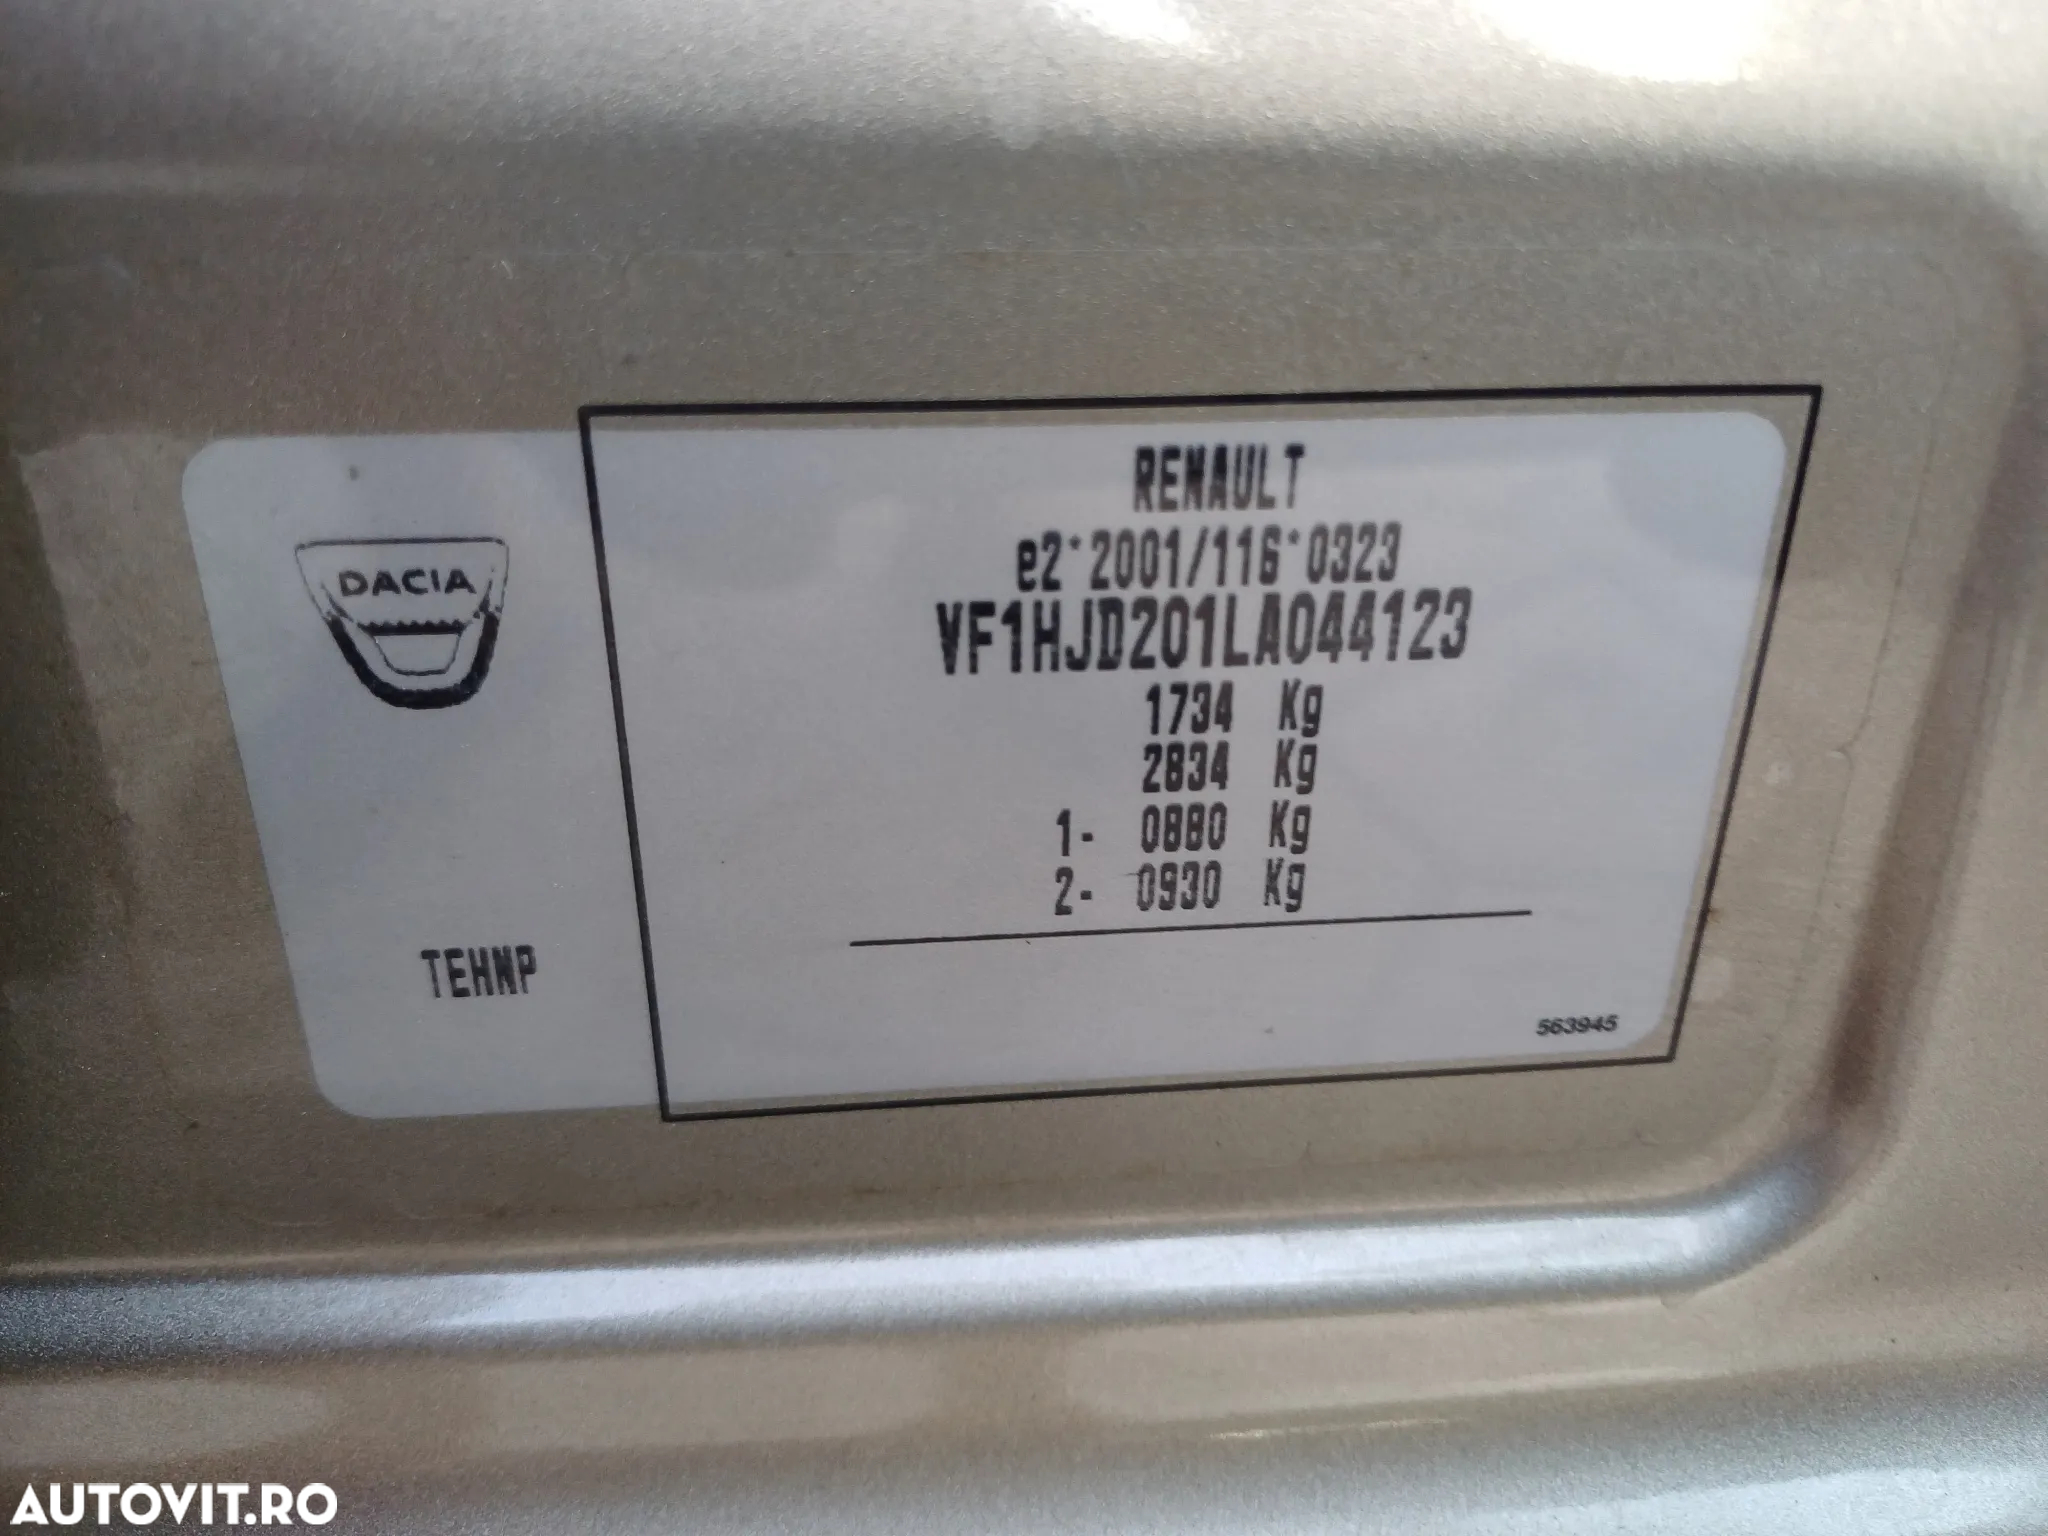 RENAULT
e2*2001/116*0323
VF1HJD201LA044123
1734 Kg
2834 Kg
1- 0880 Kg
2- 0930 Kg
DACIA
TEHNP
563945
AUTOVIT.RO